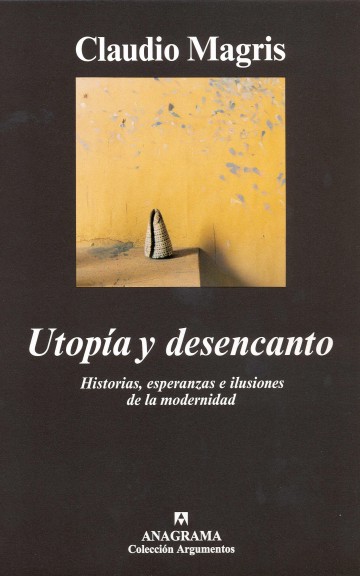 Claudio Magris
Utopía y desencanto
Historias, esperanzas e ilusiones
de la modernidad
ANAGRAMA
Colección Argumentos